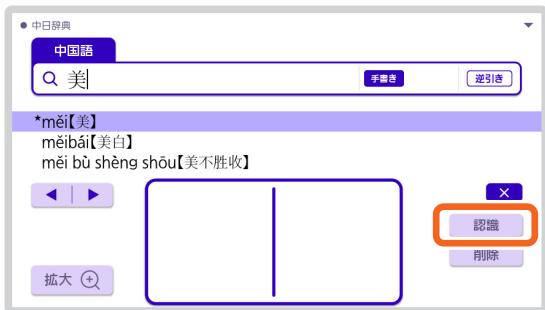 中日辞典
中国語
美 手書き 逆引き
*měi【美】
měibái【美白】
měi bù shèng shōu【美不胜收】
認識
削除
拡大